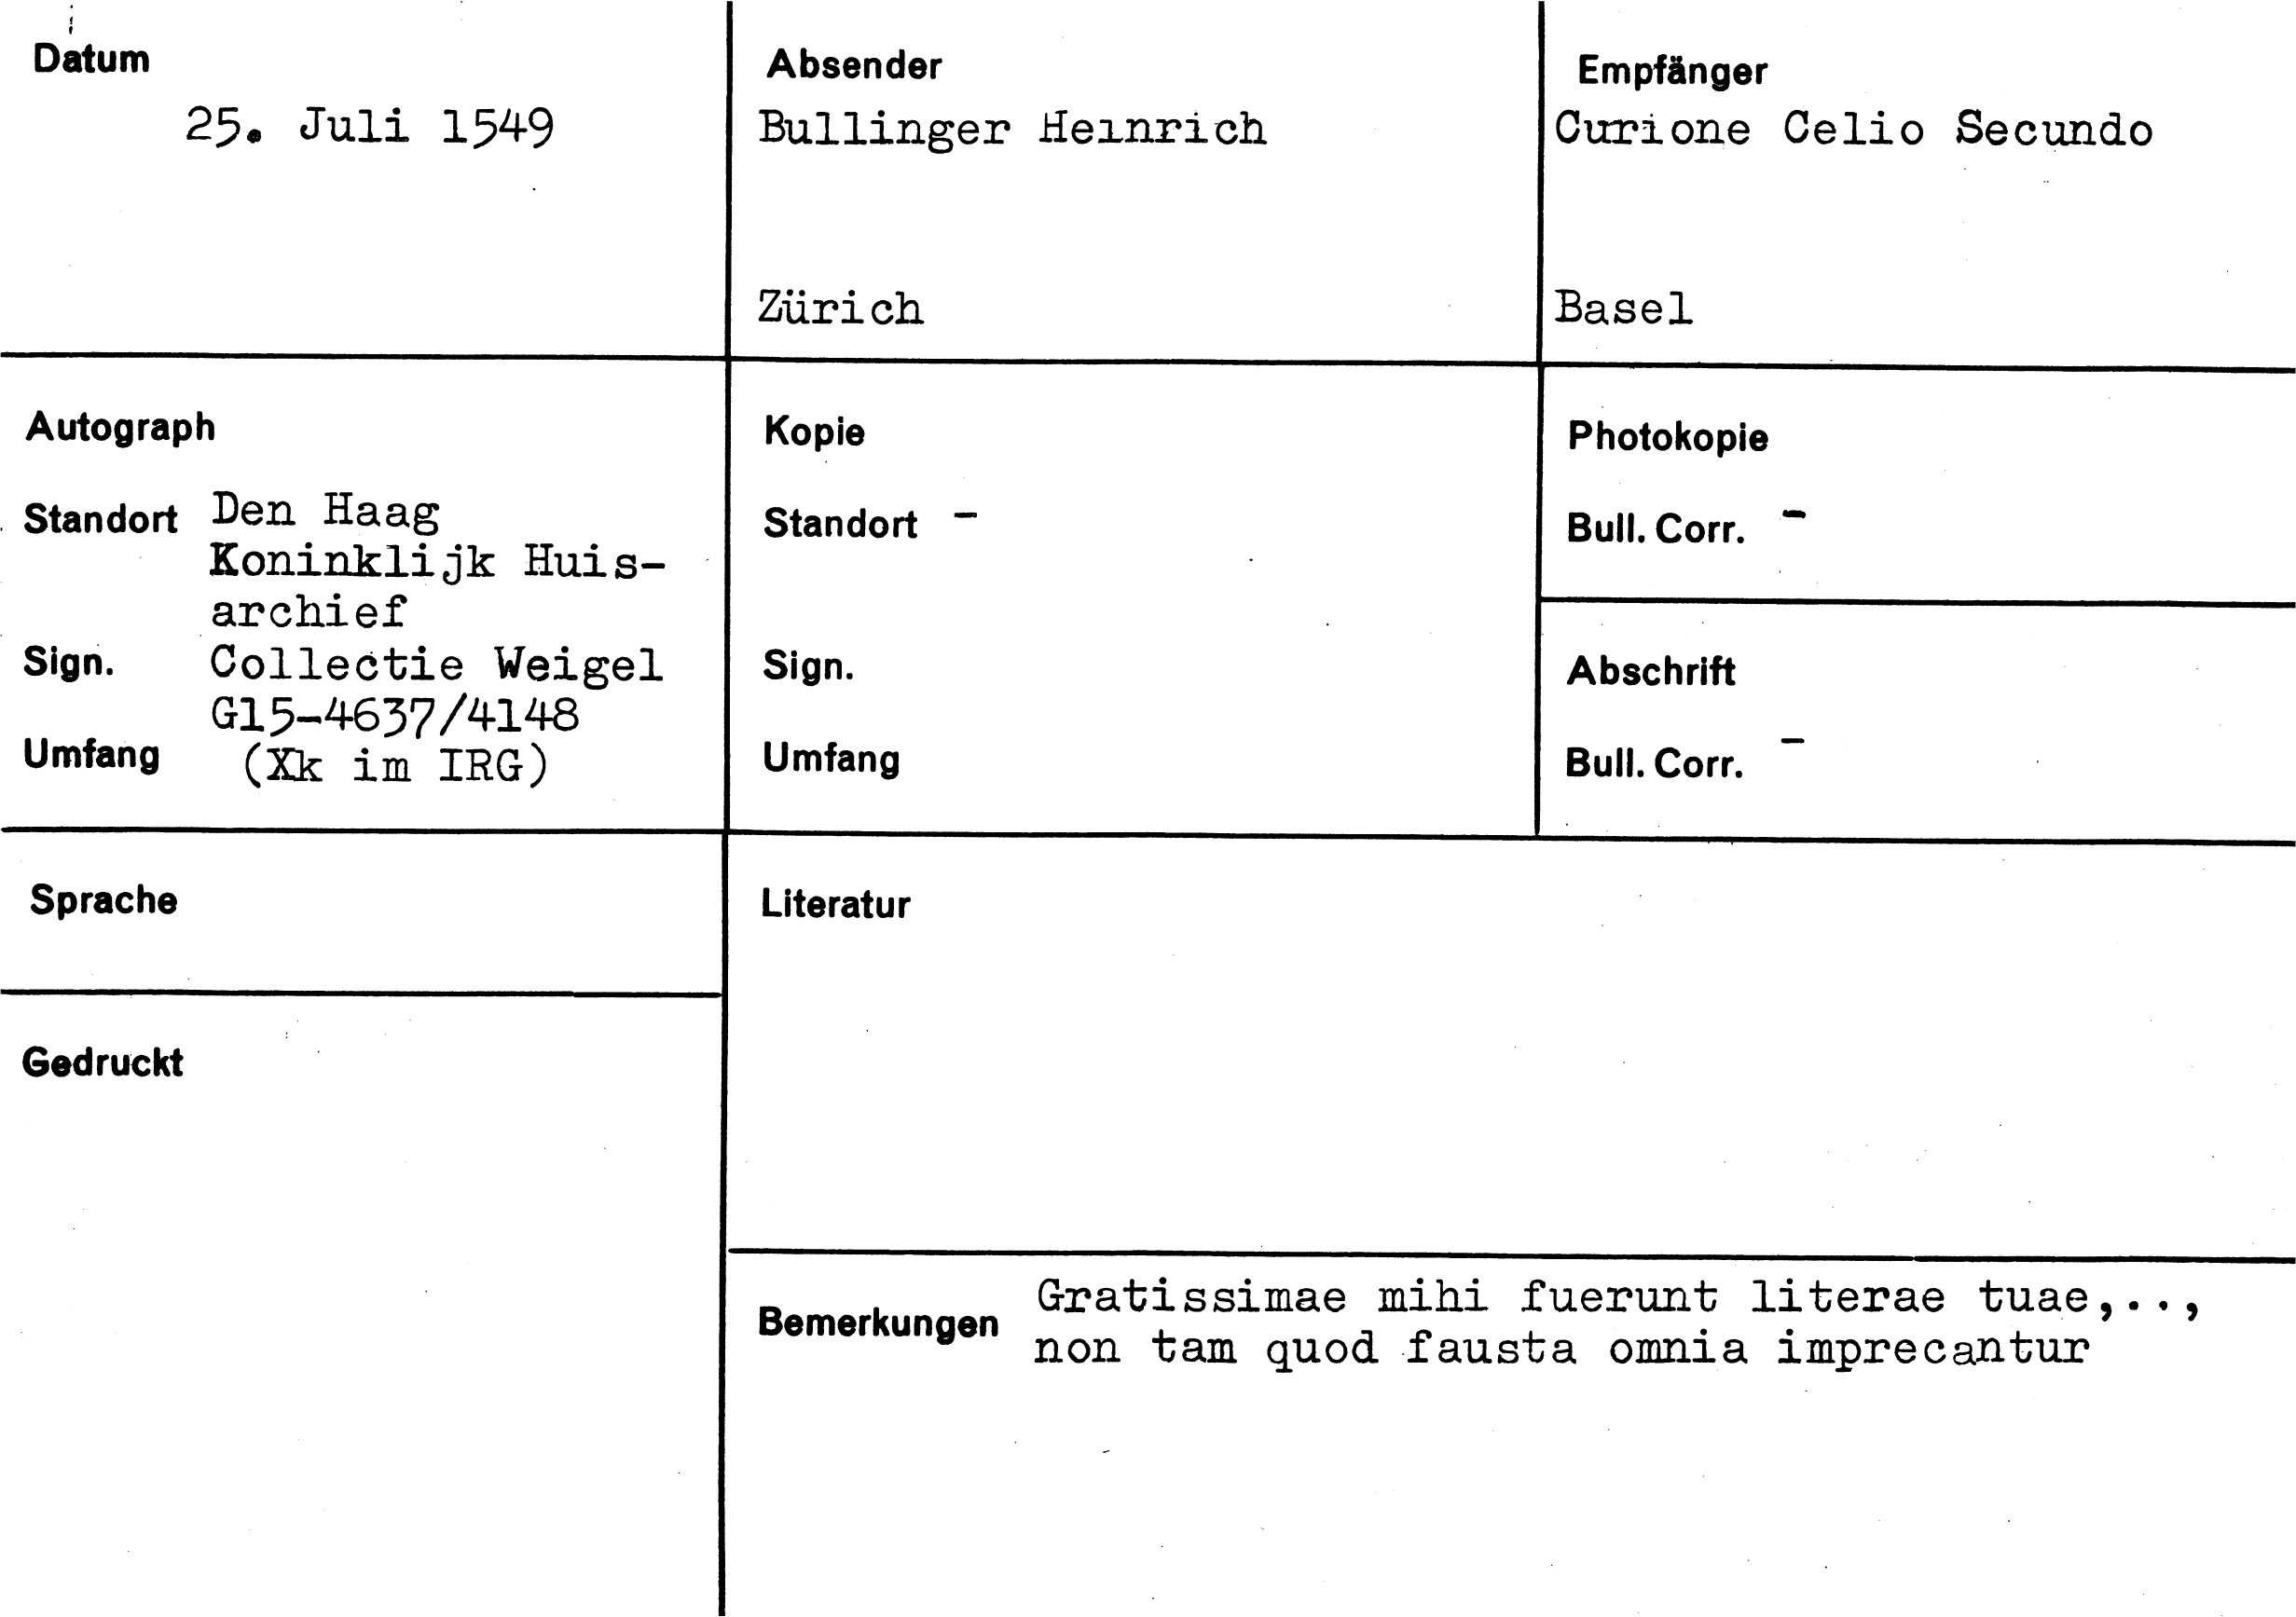 Datum
25. Juli 1549
Absender
Bullinger Heinrich
Zürich
Empfänger
Curione Celio Secundo
Basel
Autograph
Standort Den Haag
Koninklijk Huis-
archief
Sign. Collectie Weigel
G15-4637/4148
Umfang (Xk im IRG)
Kopie
Standort -
Sign.
Umfang
Photokopie
Bull. Corr. -
Abschrift
Bull. Corr. -
Sprache
Literatur
Gedruckt
Bemerkungen Gratissimae mihi fuerunt literae tuae,..,
non tam quod fausta omnia imprecantur